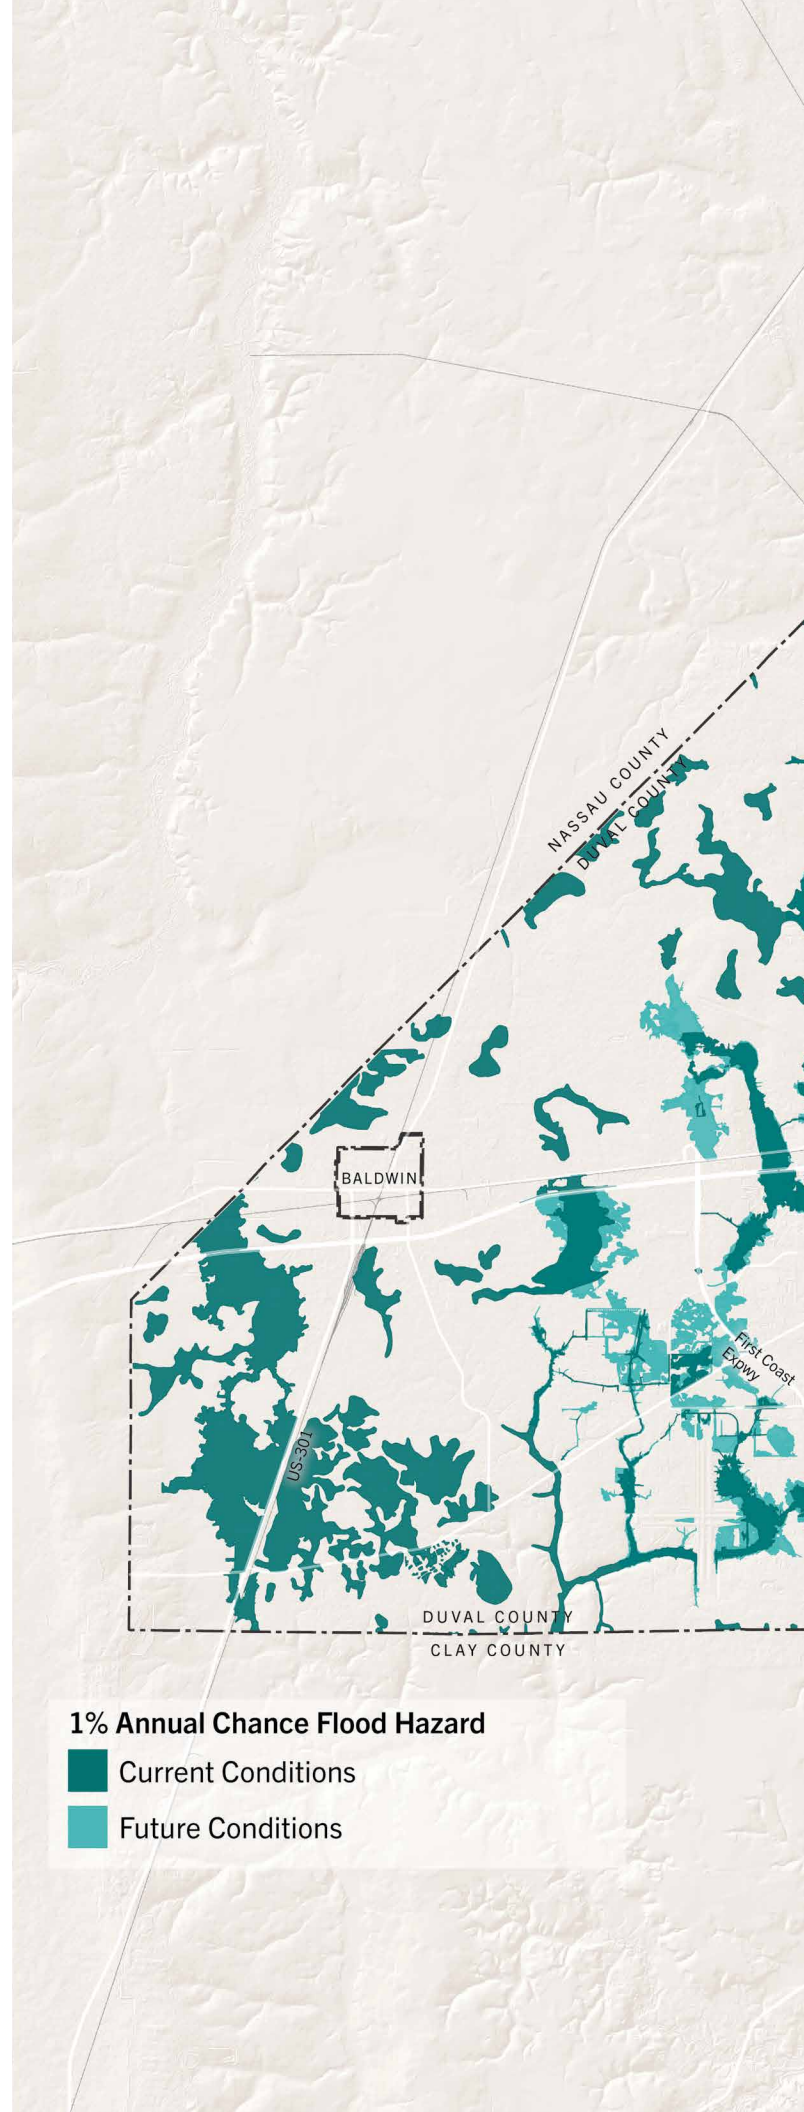 NASSAU COUNTY
DUVAL COUNTY
BALDWIN
First Coast
Expwy
US-301
DUVAL COUNTY
CLAY COUNTY
1% Annual Chance Flood Hazard
Current Conditions
Future Conditions